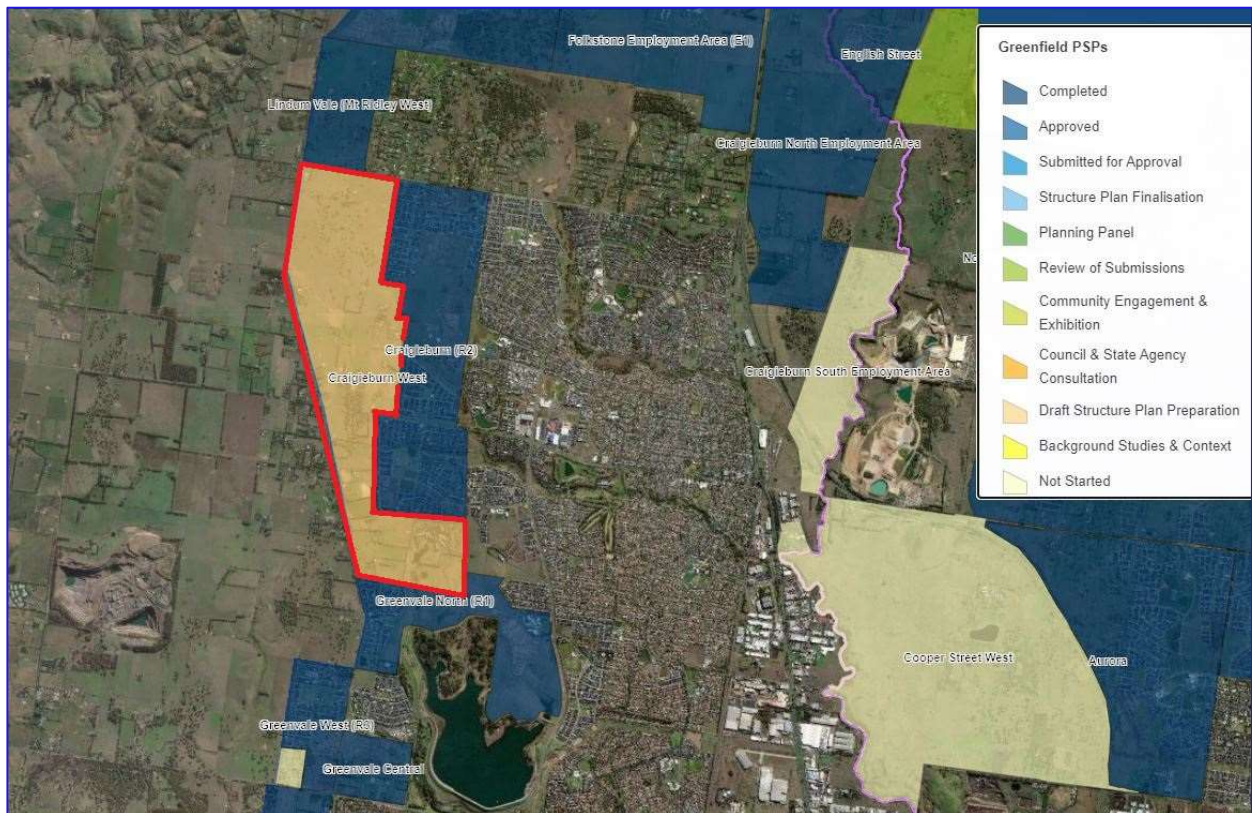 Folkstone Employment Area (E1)
English Street
Lindum Vale (Mt Ridley West)
Craigieburn North Employment Area
No
Craigieburn (R2)
Craigieburn West
Craigieburn South Employment Area
Greenvale North (R1)
Cooper Street West
Aurora
Greenvale West (R3)
Greenvale Central
Greenfield PSPs
Completed
Approved
Submitted for Approval
Structure Plan Finalisation
Planning Panel
Review of Submissions
Community Engagement &
Exhibition
Council & State Agency
Consultation
Draft Structure Plan Preparation
Background Studies & Context
Not Started